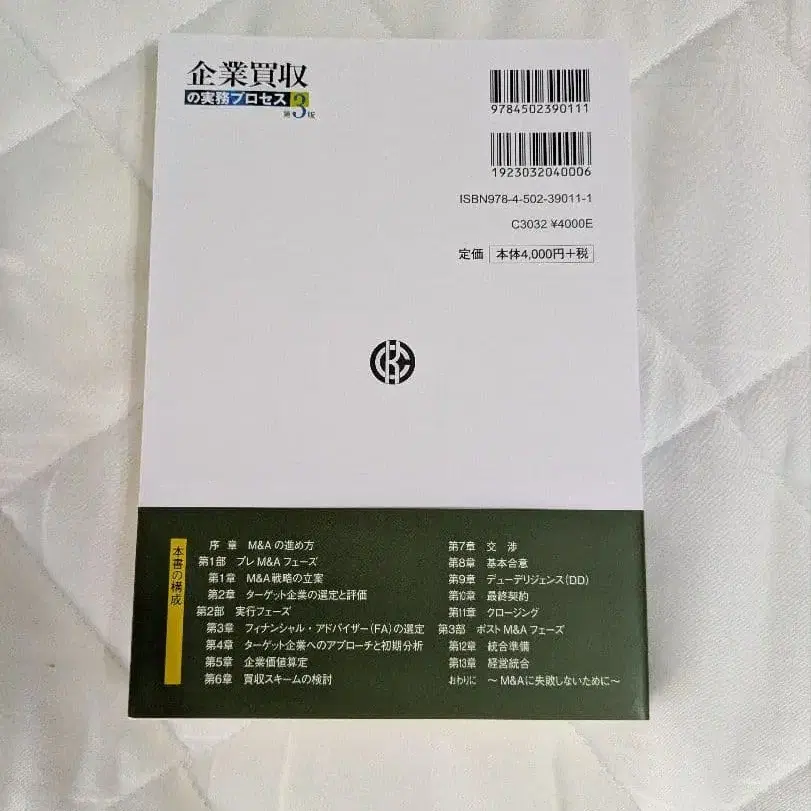 企業買収
の実務プロセス
第3版
9784502390111
1923032040006
ISBN978-4-502-39011-1
C3032 ¥4000E
定価 本体4,000円+税
本書の構成
序 章 M&Aの進め方
第1部 プレM&Aフェーズ
第1章 M&A戦略の立案
第2章 ターゲット企業の選定と評価
第2部 実行フェーズ
第3章 フィナンシャル・アドバイザー(FA)の選定
第4章 ターゲット企業へのアプローチと初期分析
第5章 企業価値算定
第6章 買収スキームの検討
第7章 交 渉
第8章 基本合意
第9章 デューデリジェンス(DD)
第10章 最終契約
第11章 クロージング
第3部 ポストM&Aフェーズ
第12章 統合準備
第13章 経営統合
おわりに ~M&Aに失敗しないために~